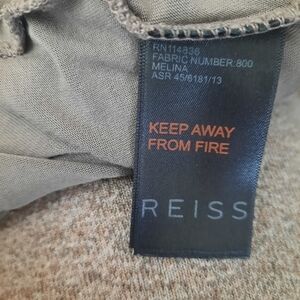 RN114836
FABRIC NUMBER:800
MELINA
ASR 45/6181/13
KEEP AWAY
FROM FIRE
REISS